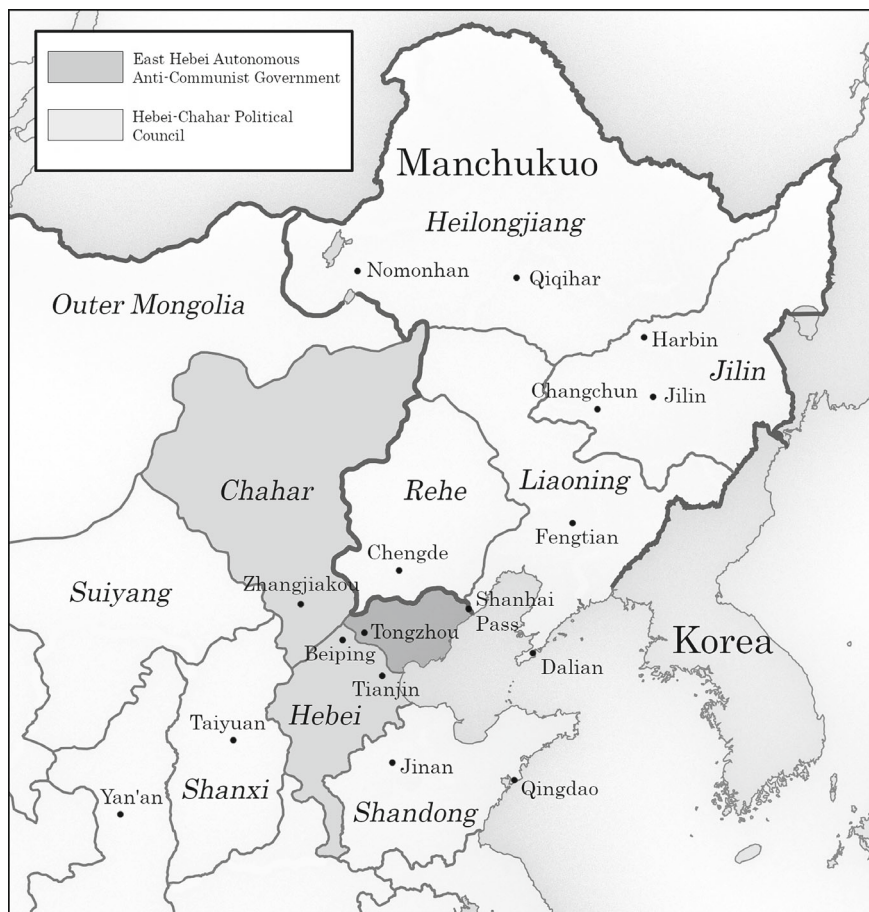 East Hebei Autonomous
Anti-Communist Government
Hebei-Chahar Political
Council
Manchukuo
Heilongjiang
Nomonhan
Qiqihar
Outer Mongolia
Harbin
Jilin
Changchun
Jilin
Chahar
Rehe
Liaoning
Fengtian
Chengde
Suiyang
Zhangjiakou
Shanhai
Pass
Tongzhou
Beiping
Korea
Dalian
Tianjin
Hebei
Taiyuan
Jinan
Shanxi
Qingdao
Yan'an
Shandong